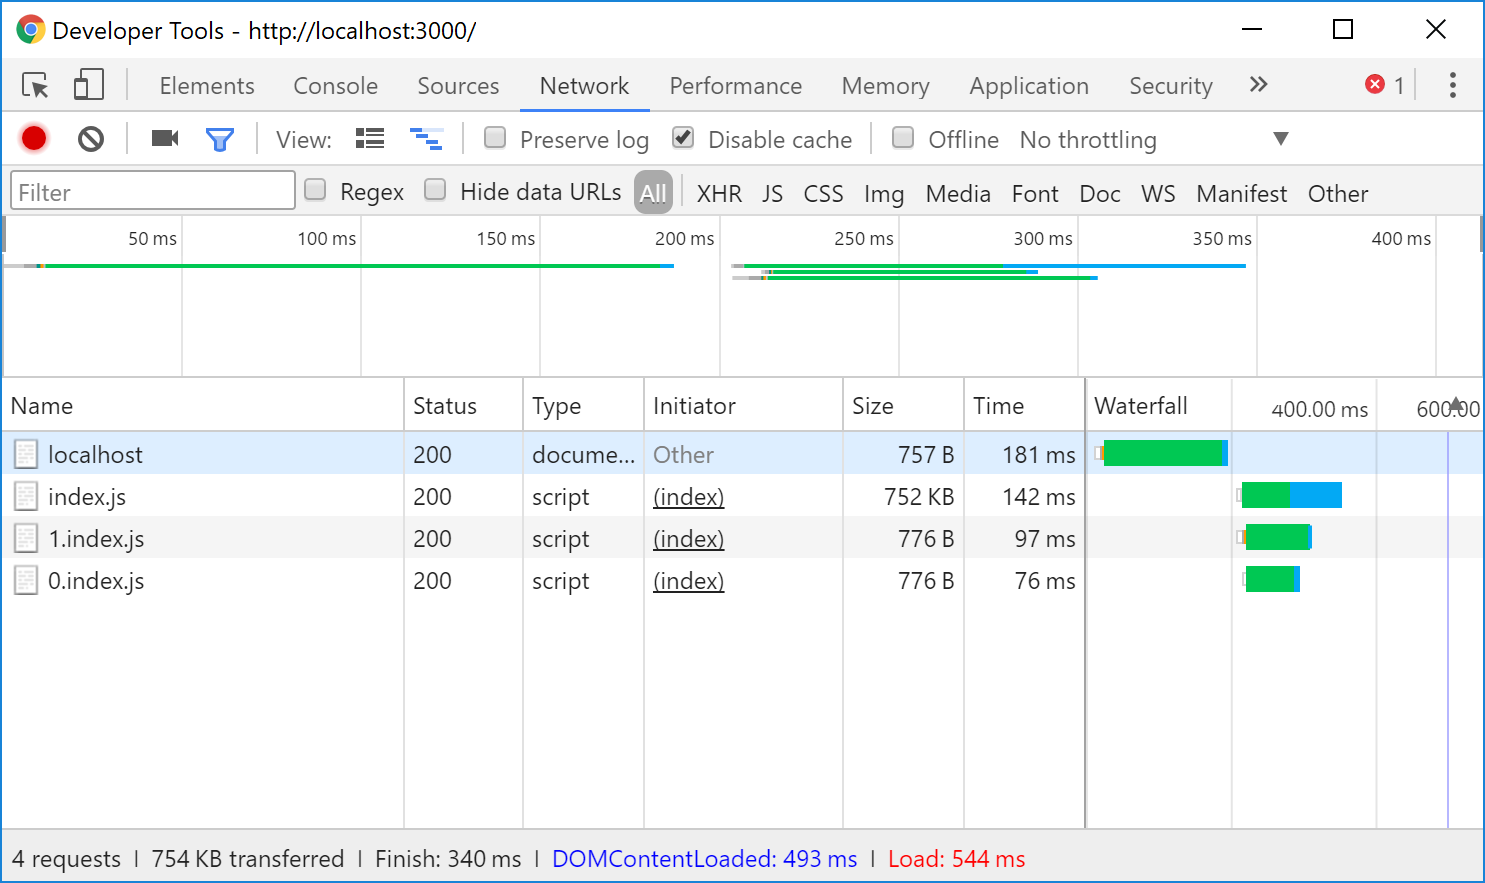 Developer Tools - http://localhost:3000/
Elements Console Sources Network Performance Memory Application Security » 1
View: Preserve log Disable cache Offline No throttling
Filter Regex Hide data URLs All XHR JS CSS Img Media Font Doc WS Manifest Other
50 ms 100 ms 150 ms 200 ms 250 ms 300 ms 350 ms 400 ms
Name Status Type Initiator Size Time Waterfall 400.00 ms 600.00
localhost 200 docume... Other 757 B 181 ms
index.js 200 script (index) 752 KB 142 ms
1.index.js 200 script (index) 776 B 97 ms
0.index.js 200 script (index) 776 B 76 ms
4 requests | 754 KB transferred | Finish: 340 ms | DOMContentLoaded: 493 ms | Load: 544 ms